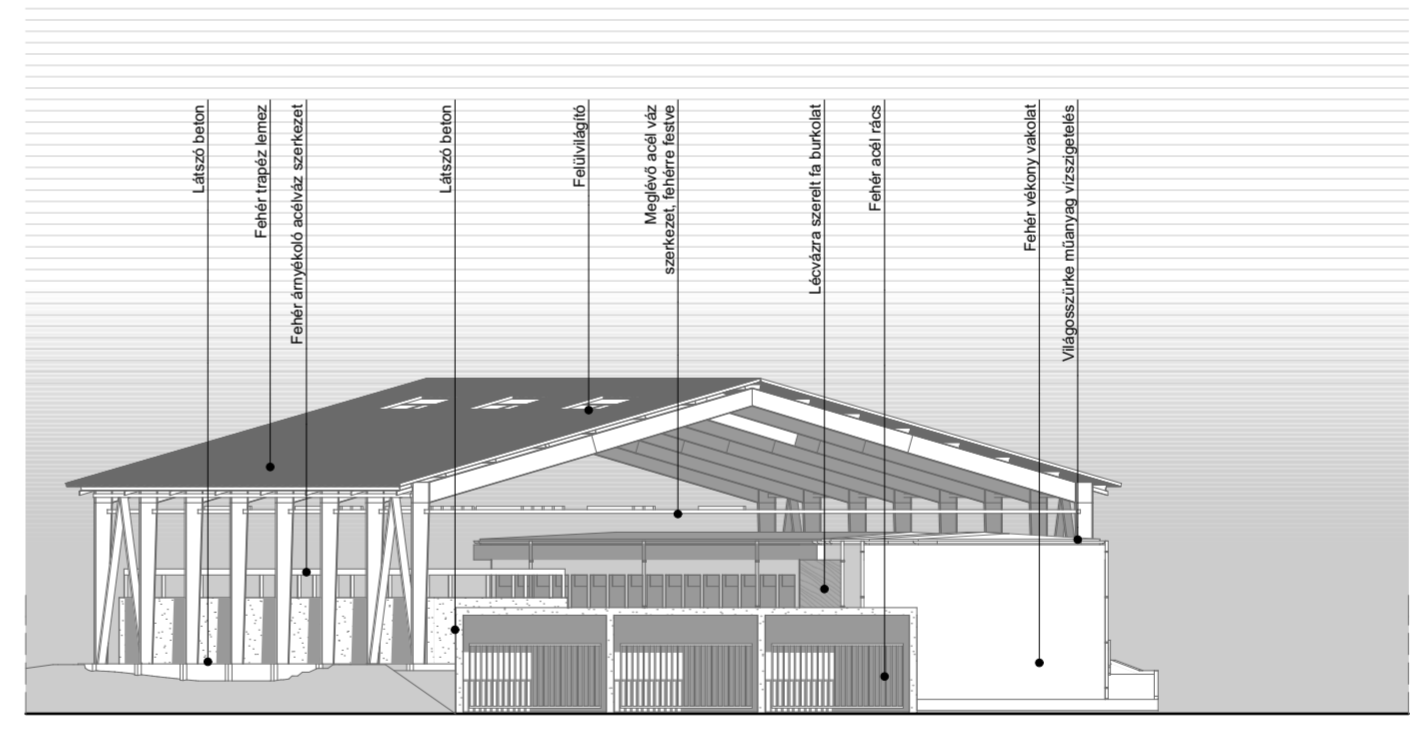 Látszó beton
Fehér trapéz lemez
Fehér árnyékoló acélváz szerkezet
Látszó beton
Felülvilágító
Meglévő acél váz
szerkezet, fehérre festve
Lécvázra szerelt fa burkolat
Fehér acél rács
Fehér vékony vakolat
Világosszürke műanyag vízszigetelés